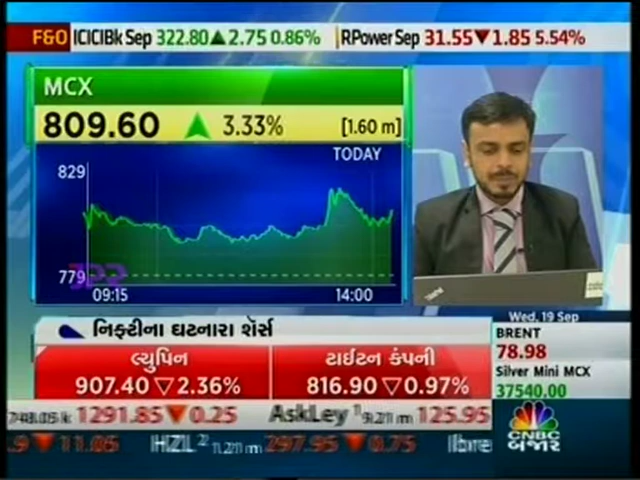 F&O ICICIBk Sep 322.80▲2.75 0.86% RPower Sep 31.55▼1.85 5.54%
MCX
809.60 ▲ 3.33% [1.60 m]
TODAY
829
779
09:15 14:00
ThinkPad
Wed, 19 Sep
નિફ્ટીના ઘટનારા શૅર્સ
લ્યુપિન
907.40▽2.36%
ટાઈટન કંપની
816.90▽0.97%
BRENT
78.98
Silver Mini MCX
37540.00
1291.85▼0.25 AskLey 125.95
.9▼11.05 HZL 297.95▼0.75
CNBC
બજાર